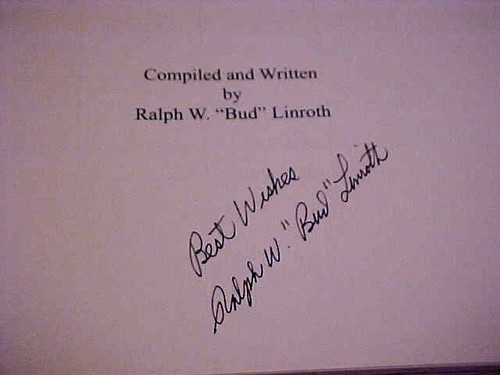 Compiled and Written
by
Ralph W. "Bud" Linroth
Best Wishes
Ralph W. "Bud" Linroth